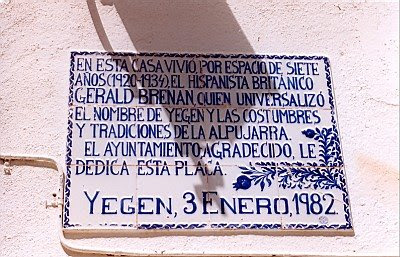 EN ESTA CASA VIVIO, POR ESPACIO DE SIETE
AÑOS (1920-1934), EL HISPANISTA BRITÁNICO
GERALD BRENAN, QUIEN UNIVERSALIZÓ
EL NOMBRE DE YEGEN Y LAS COSTUMBRES
Y TRADICIONES DE LA ALPUJARRA.
EL AYUNTAMIENTO, AGRADECIDO, LE
DEDICA ESTA PLACA.
YEGEN, 3 ENERO, 1982